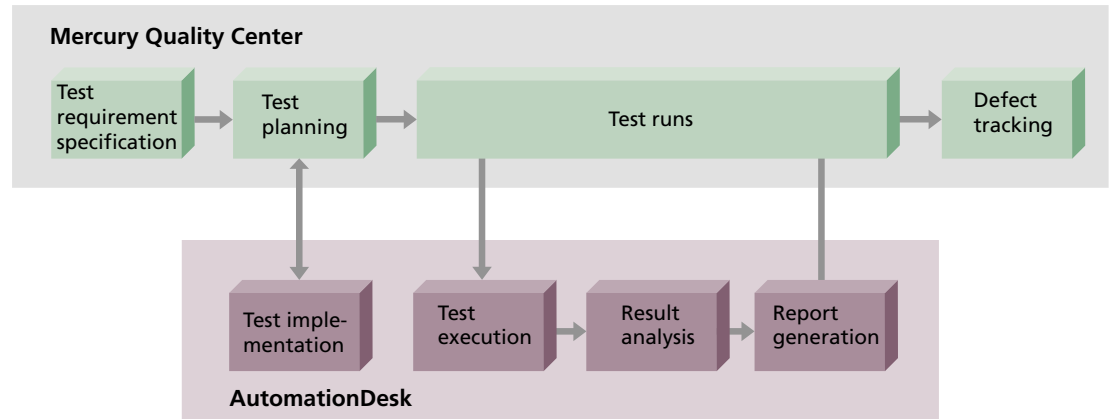 Mercury Quality Center
Test
requirement
specification
Test
planning
Test runs
Defect
tracking
Test imple-
mentation
Test
execution
Result
analysis
Report
generation
AutomationDesk